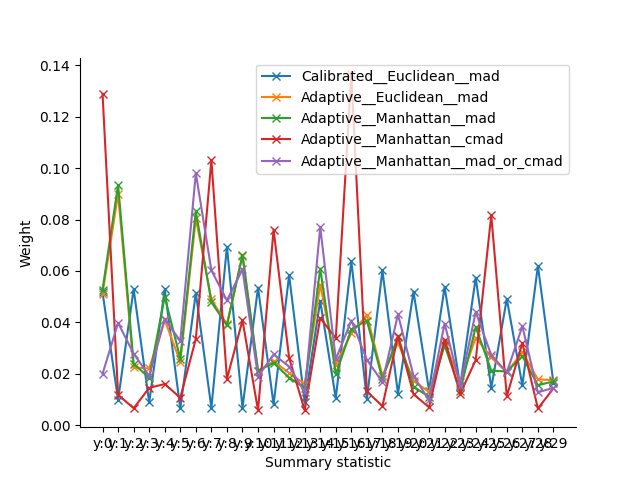 0.14
0.12
0.10
0.08
0.06
0.04
0.02
0.00
Weight
Calibrated__Euclidean__mad
Adaptive__Euclidean__mad
Adaptive__Manhattan__mad
Adaptive__Manhattan__cmad
Adaptive__Manhattan__mad_or_cmad
y:0 y:1 y:2 y:3 y:4 y:5 y:6 y:7 y:8 y:9 y:10 y:11 y:12 y:13 y:14 y:15 y:16 y:17 y:18 y:19 y:20 y:21 y:22 y:23 y:24 y:25 y:26 y:27 y:28 y:29
Summary statistic